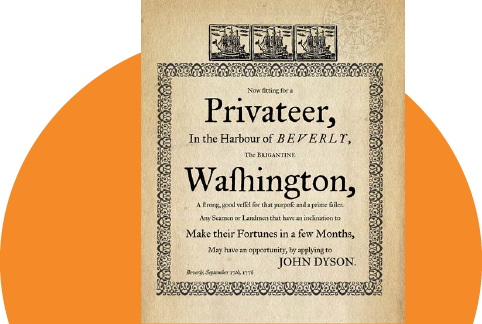 Now fitting for a
Privateer,
In the Harbour of BEVERLY,
The BRIGANTINE
Waſhington,
A ſtrong, good veſſel for that purpoſe and a prime ſailer.
Any Seamen or Landmen that have an inclination to
Make their Fortunes in a few Months,
May have an opportunity, by applying to
JOHN DYSON.
Beverly, September 17th, 1776